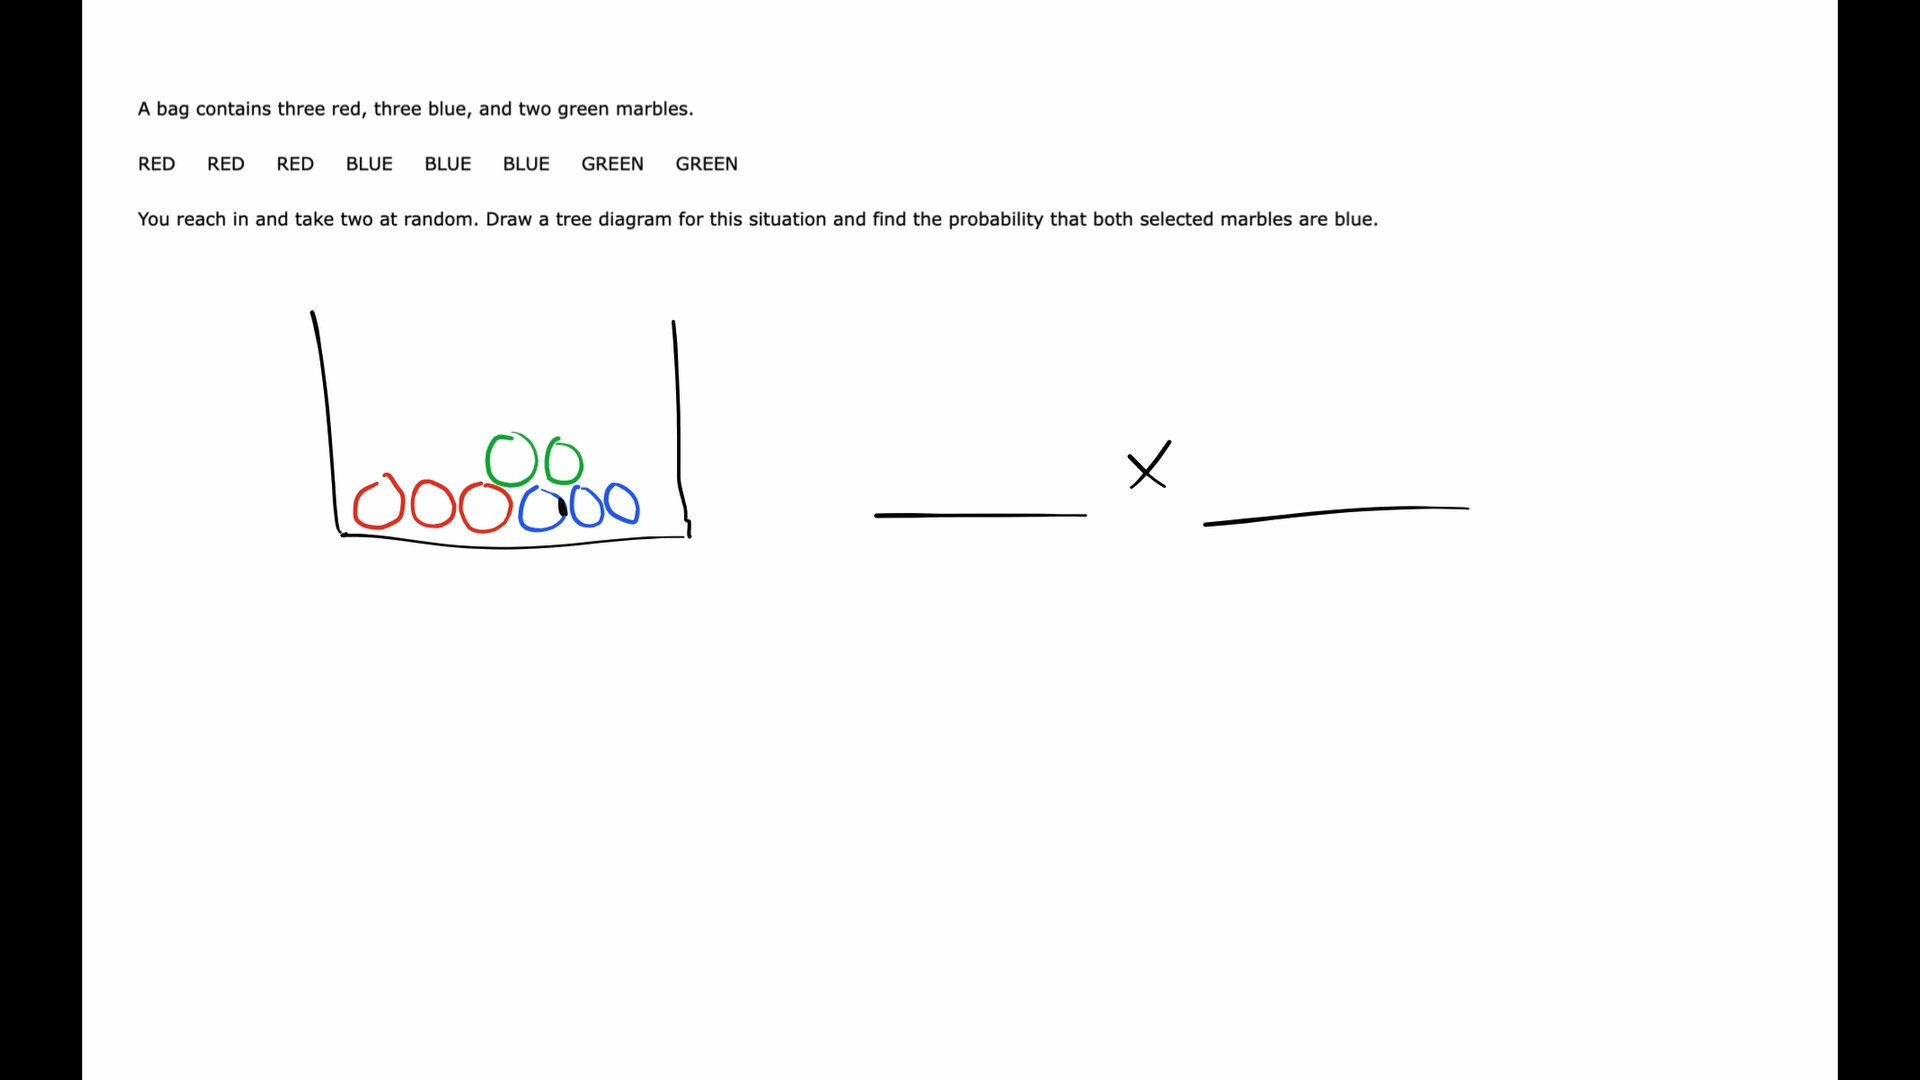 A bag contains three red, three blue, and two green marbles.
RED RED RED BLUE BLUE BLUE GREEN GREEN
You reach in and take two at random. Draw a tree diagram for this situation and find the probability that both selected marbles are blue.
×